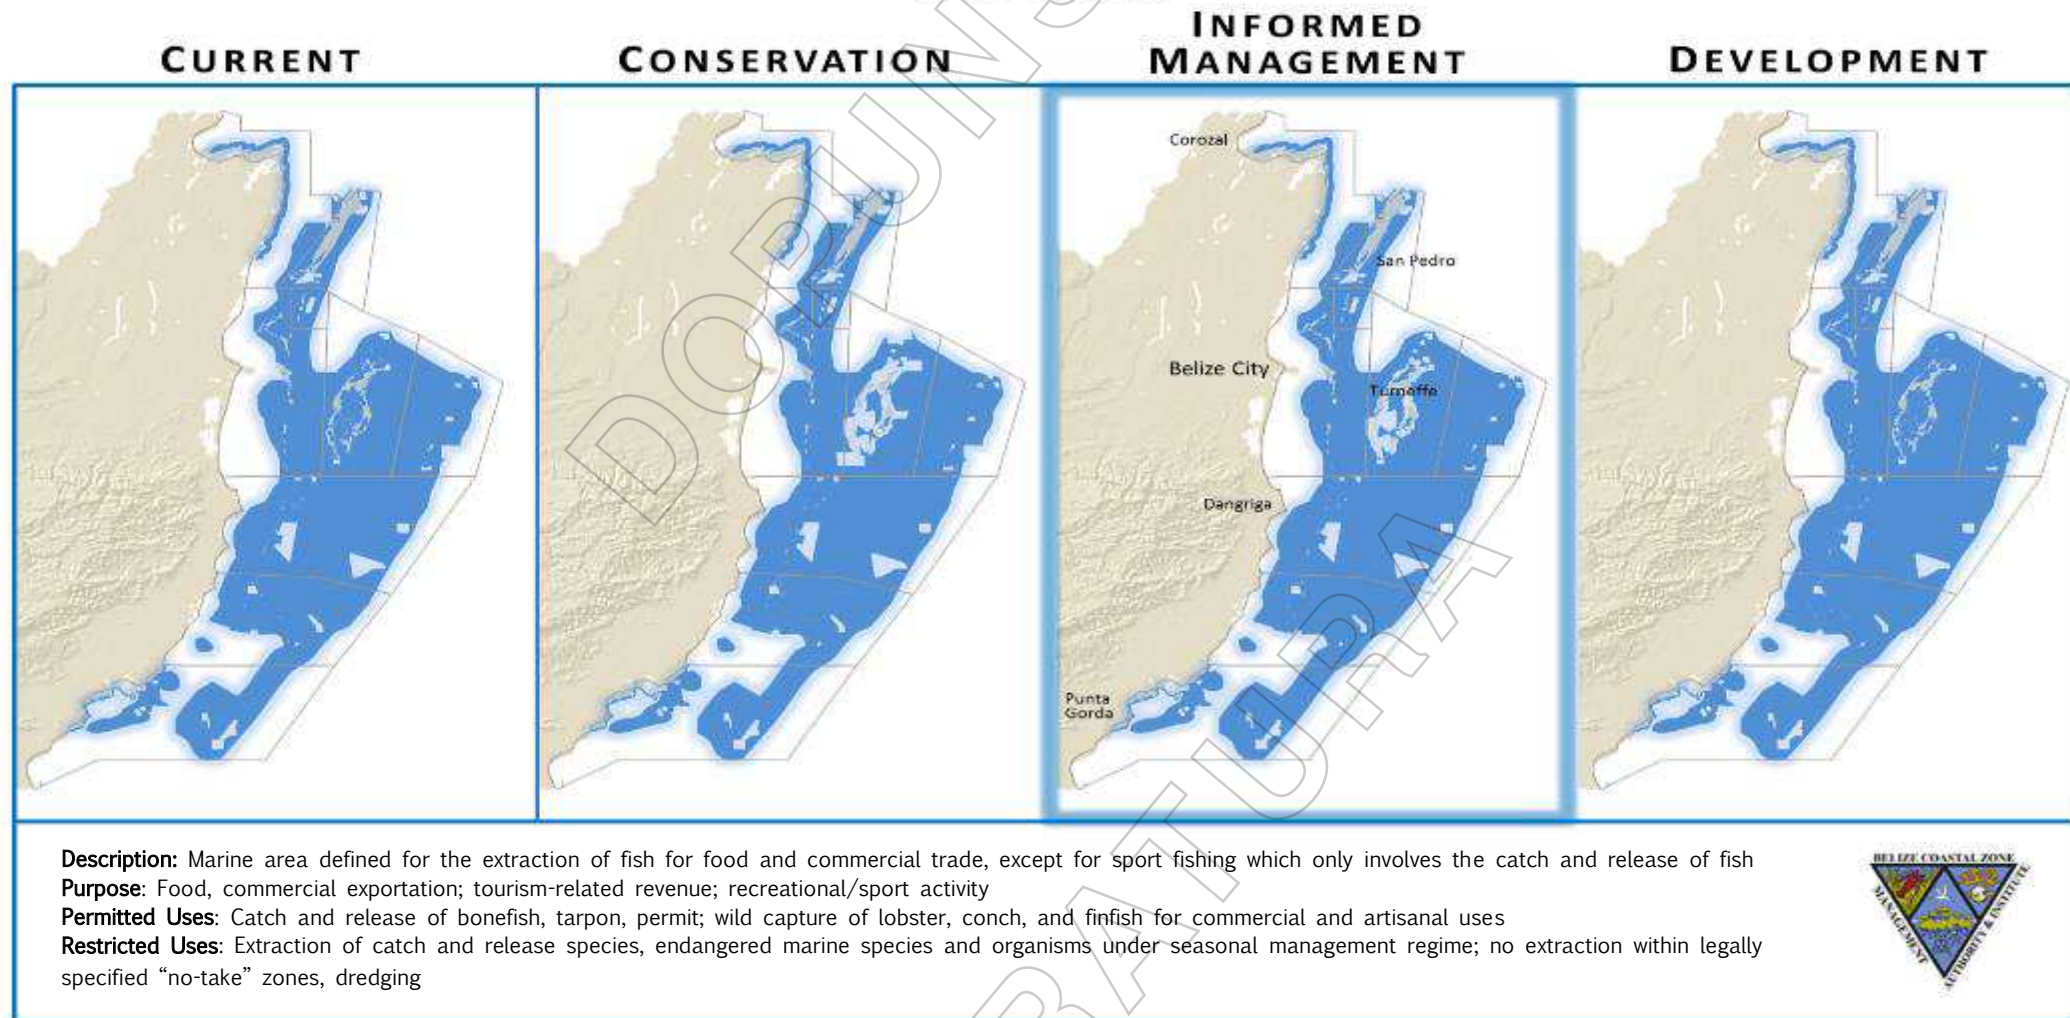 CURRENT
CONSERVATION
INFORMED
MANAGEMENT
DEVELOPMENT
Corozal
San Pedro
Belize City
Turneffe
Dangriga
Punta
Gorda
Description: Marine area defined for the extraction of fish for food and commercial trade, except for sport fishing which only involves the catch and release of fish
Purpose: Food, commercial exportation; tourism-related revenue; recreational/sport activity
Permitted Uses: Catch and release of bonefish, tarpon, permit; wild capture of lobster, conch, and finfish for commercial and artisanal uses
Restricted Uses: Extraction of catch and release species, endangered marine species and organisms under seasonal management regime; no extraction within legally
specified “no-take” zones, dredging
BELIZE COASTAL ZONE
MANAGEMENT
AUTHORITY & INSTITUTE
DORUNS
RATURA